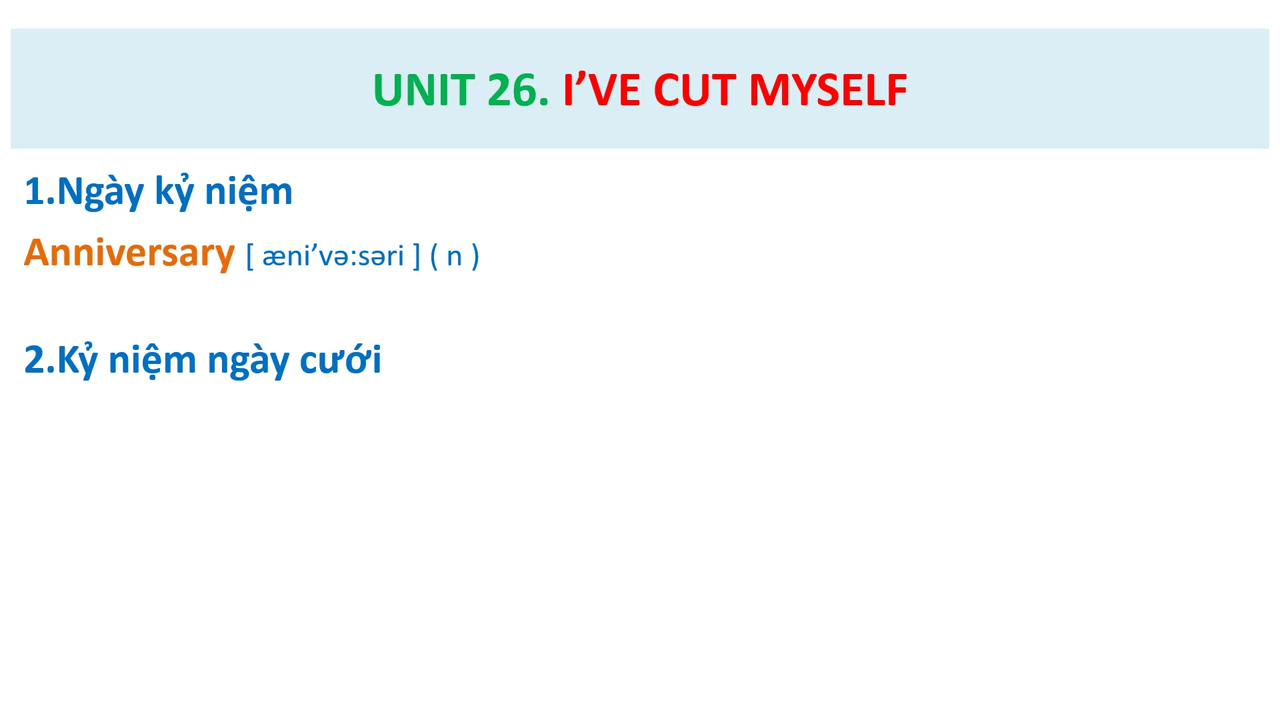 UNIT 26. I’VE CUT MYSELF
1.Ngày kỷ niệm
Anniversary [ æni’və:səri ] ( n )
2.Kỷ niệm ngày cưới